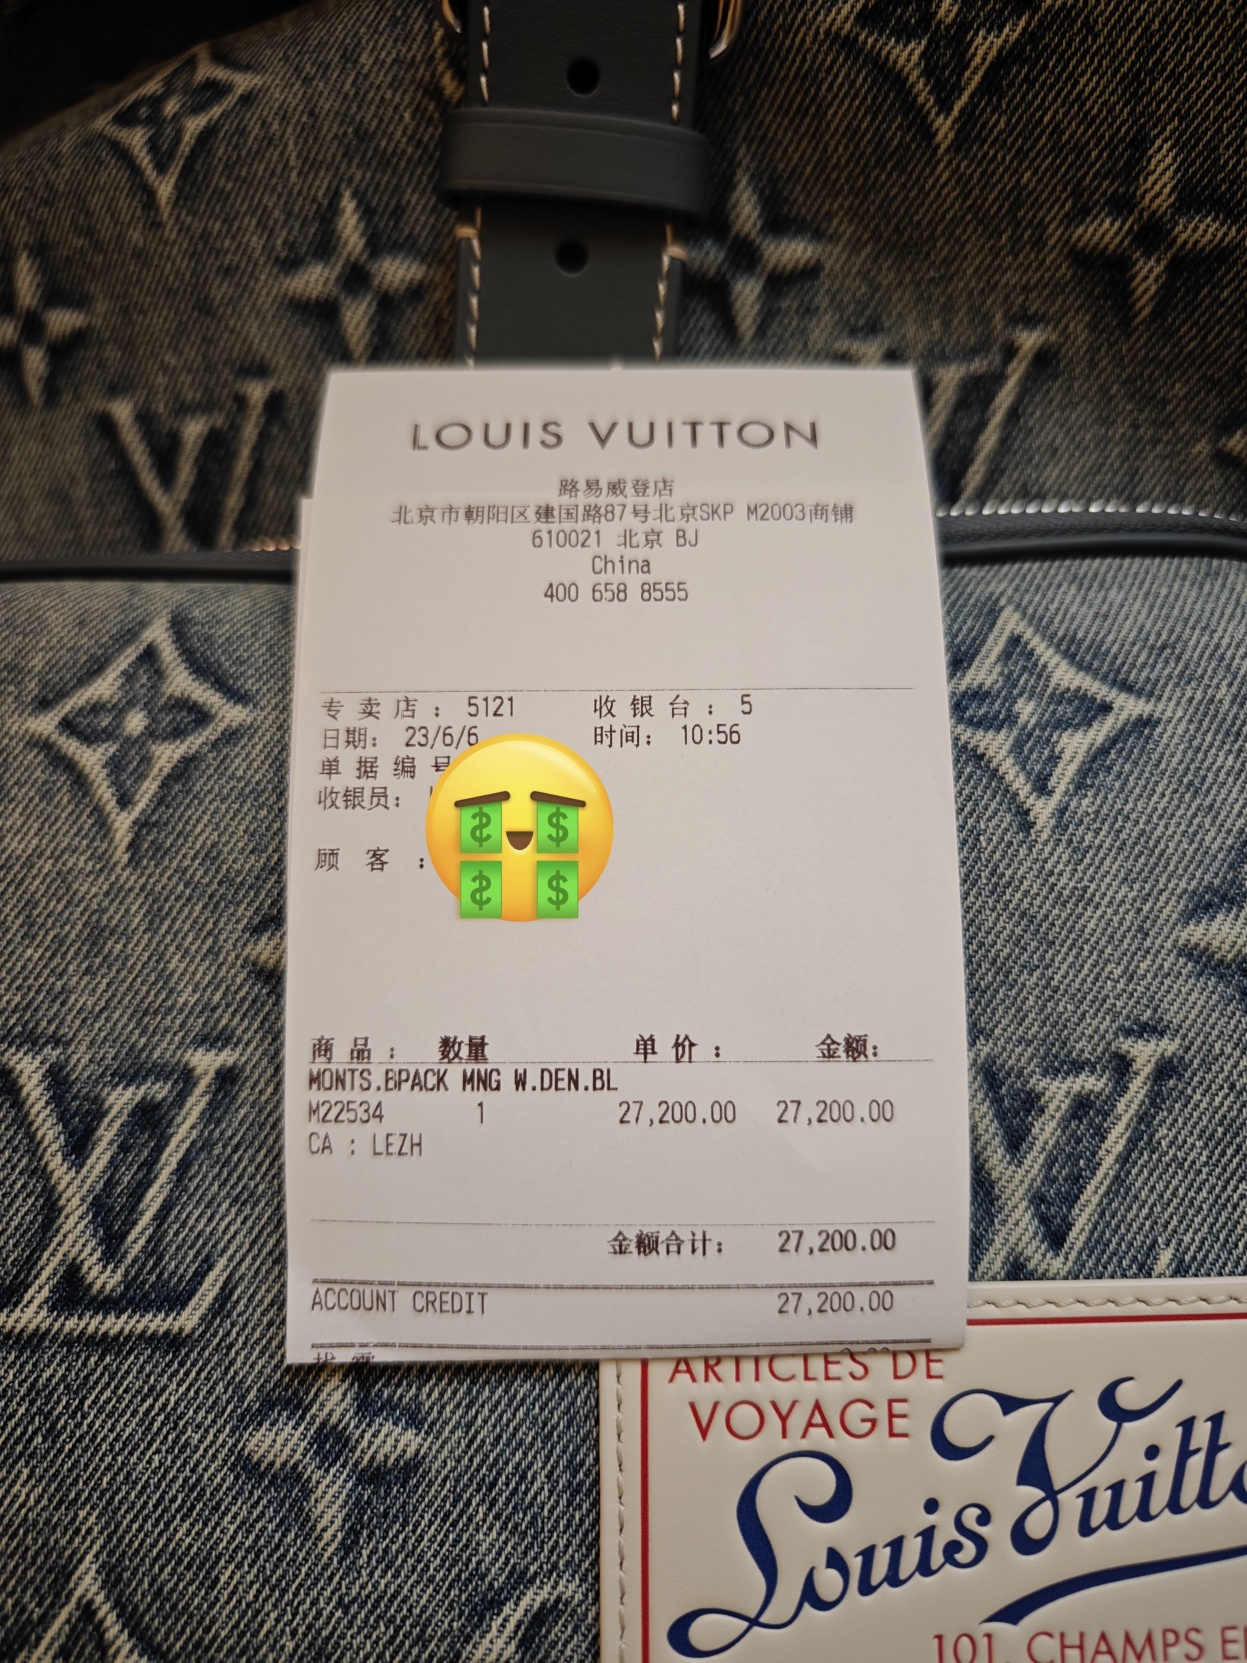 LOUIS VUITTON
路易威登店
北京市朝阳区建国路87号北京SKP M2003商铺
610021 北京 BJ
China
400 658 8555
专卖店： 5121 收银台： 5
日期： 23/6/6 时间： 10:56
单据编号
收银员：
顾客：
商品： 数量 单价： 金额：
MONTS.BPACK MNG W.DEN.BL
M22534 1 27,200.00 27,200.00
CA : LEZH
金额合计： 27,200.00
ACCOUNT CREDIT 27,200.00
ARTICLES DE
VOYAGE
Louis Vuitto
101, CHAMPS